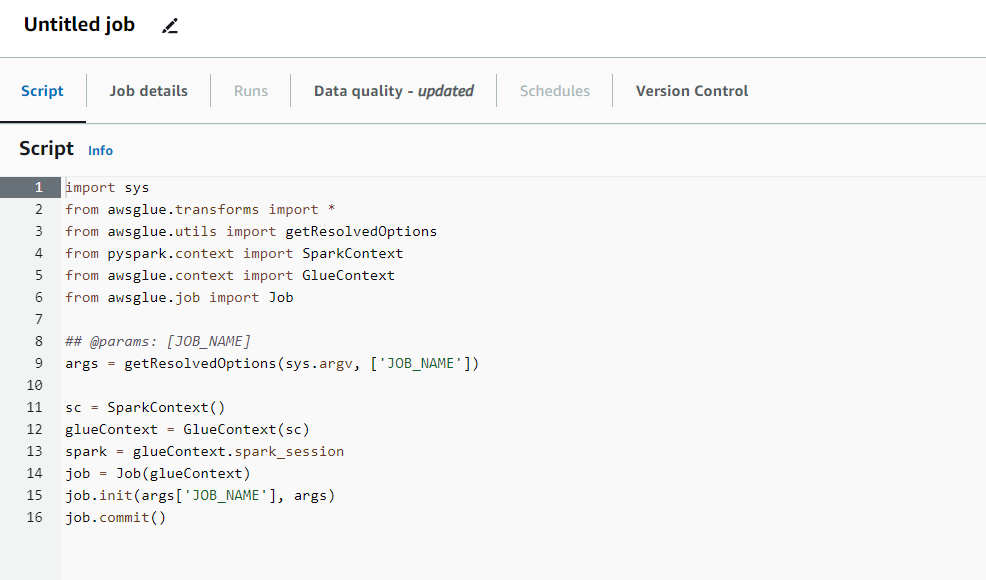 Untitled job
Script Job details Runs Data quality - updated Schedules Version Control
Script Info
1 import sys
2 from awsglue.transforms import *
3 from awsglue.utils import getResolvedOptions
4 from pyspark.context import SparkContext
5 from awsglue.context import GlueContext
6 from awsglue.job import Job
7
8 ## @params: [JOB_NAME]
9 args = getResolvedOptions(sys.argv, ['JOB_NAME'])
10
11 sc = SparkContext()
12 glueContext = GlueContext(sc)
13 spark = glueContext.spark_session
14 job = Job(glueContext)
15 job.init(args['JOB_NAME'], args)
16 job.commit()